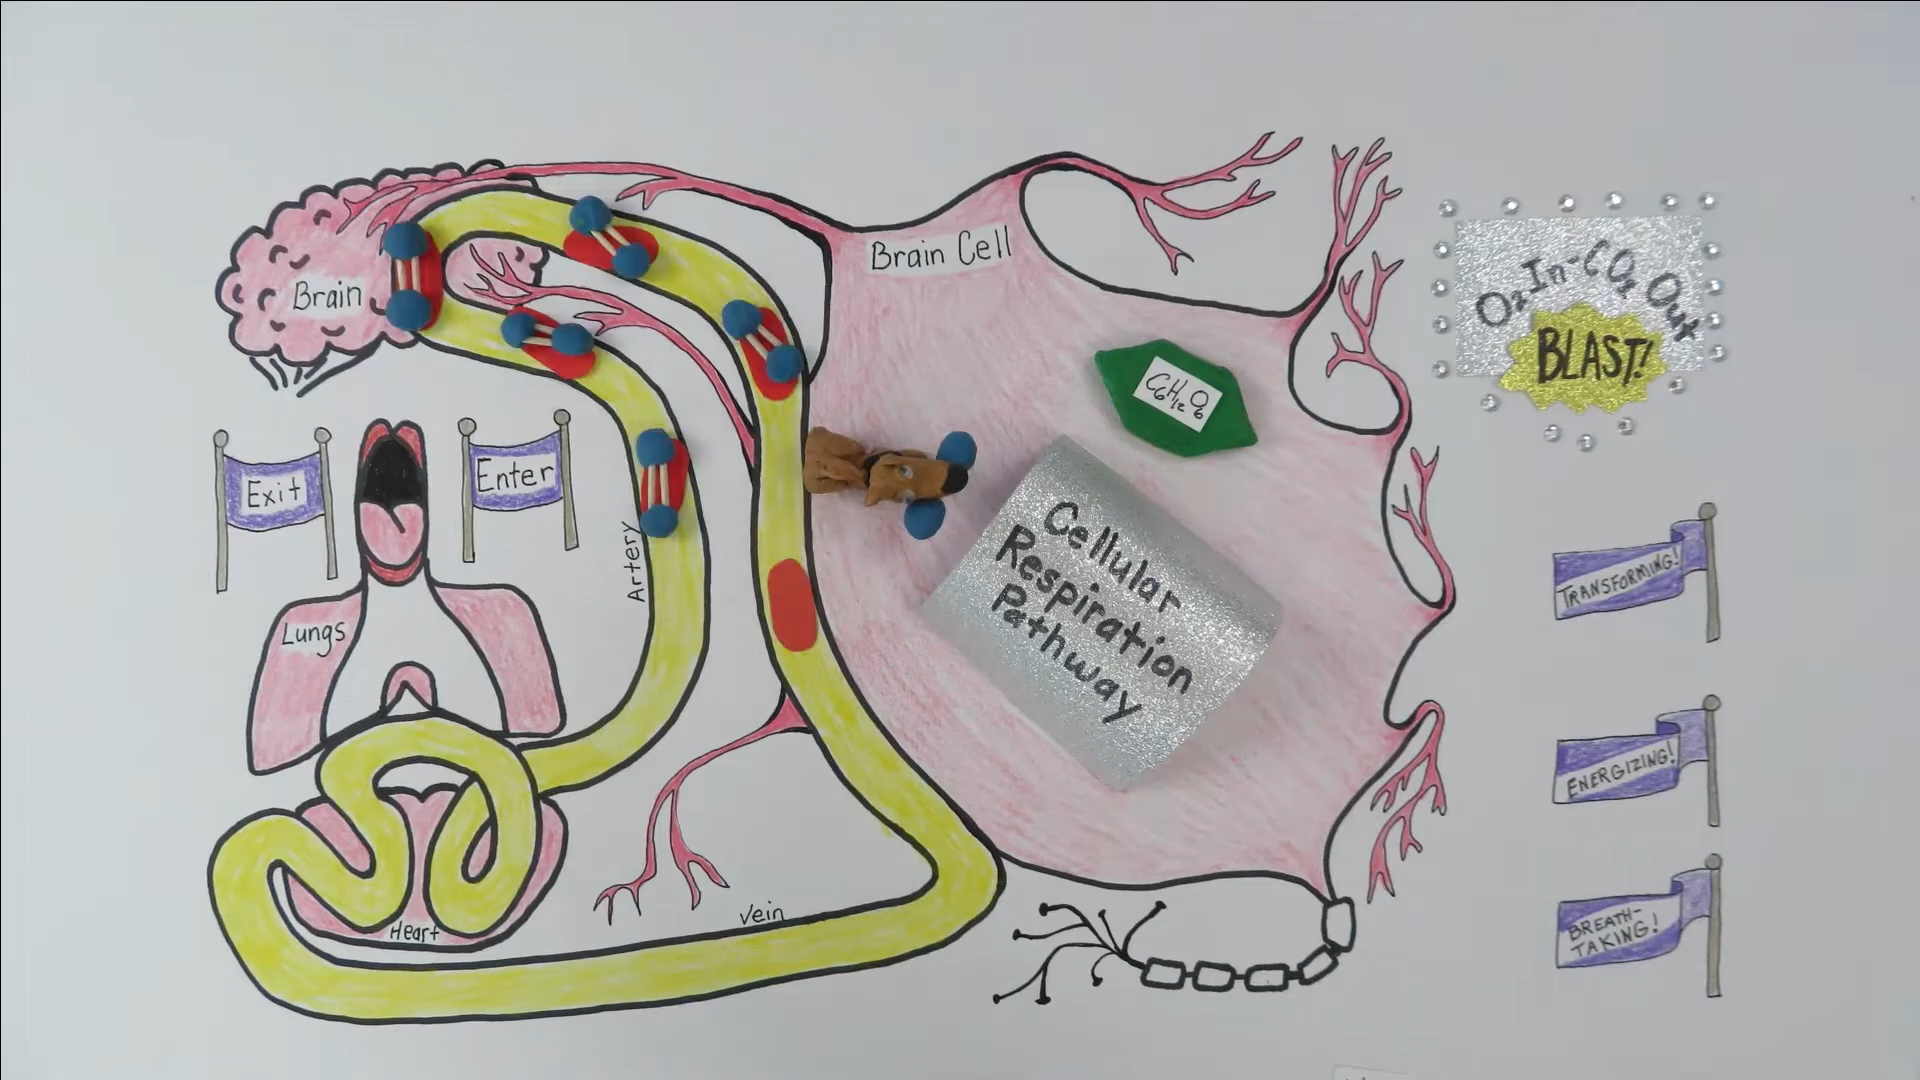 Brain
Brain Cell
C6H12O6
O2 In - CO2 Out
BLAST!
Exit
Enter
Artery
Lungs
Cellular
Respiration
Pathway
Heart
Vein
TRANSFORMING!
ENERGIZING!
BREATH-
TAKING!